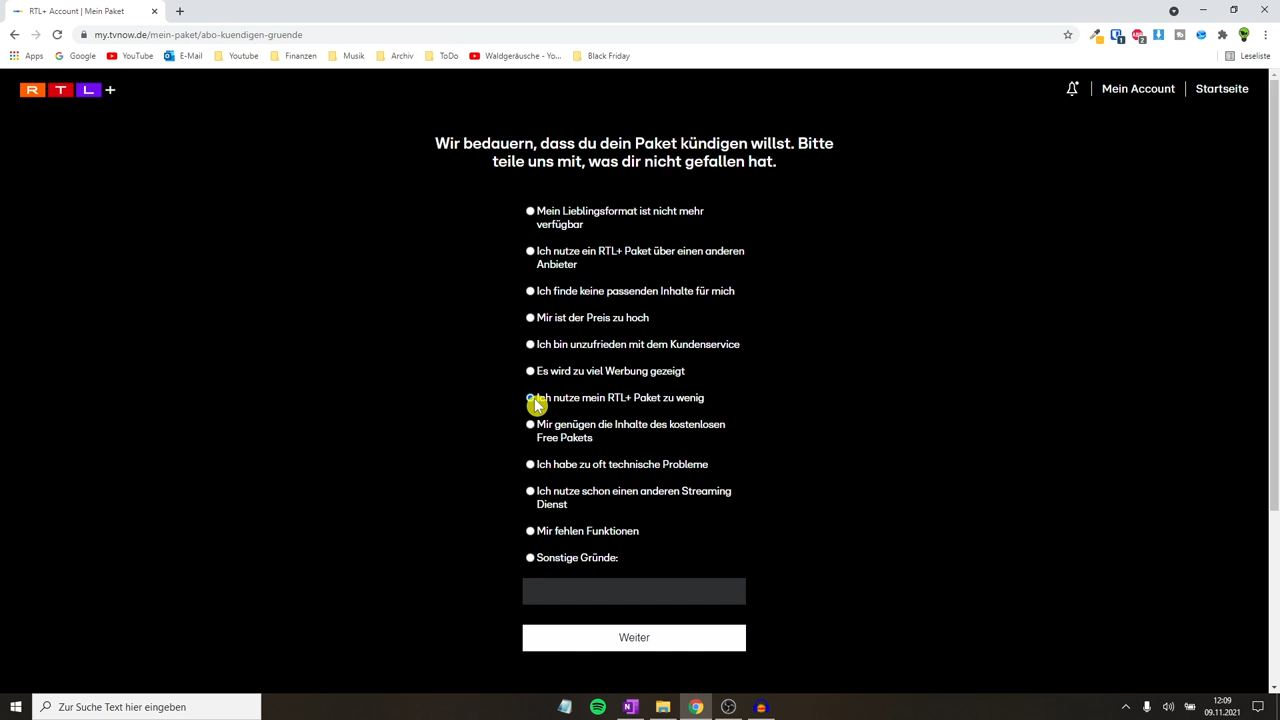 RTL+ Account | Mein Paket
my.tvnow.de/mein-paket/abo-kuendigen-gruende
Apps Google YouTube E-Mail Youtube Finanzen Musik Archiv ToDo Waldgeräusche - Yo... Black Friday Leseliste
RTL+ Mein Account Startseite
Wir bedauern, dass du dein Paket kündigen willst. Bitte
teile uns mit, was dir nicht gefallen hat.
Mein Lieblingsformat ist nicht mehr
verfügbar
Ich nutze ein RTL+ Paket über einen anderen
Anbieter
Ich finde keine passenden Inhalte für mich
Mir ist der Preis zu hoch
Ich bin unzufrieden mit dem Kundenservice
Es wird zu viel Werbung gezeigt
Ich nutze mein RTL+ Paket zu wenig
Mir genügen die Inhalte des kostenlosen
Free Pakets
Ich habe zu oft technische Probleme
Ich nutze schon einen anderen Streaming
Dienst
Mir fehlen Funktionen
Sonstige Gründe:
Weiter
Zur Suche Text hier eingeben
12:09
09.11.2021